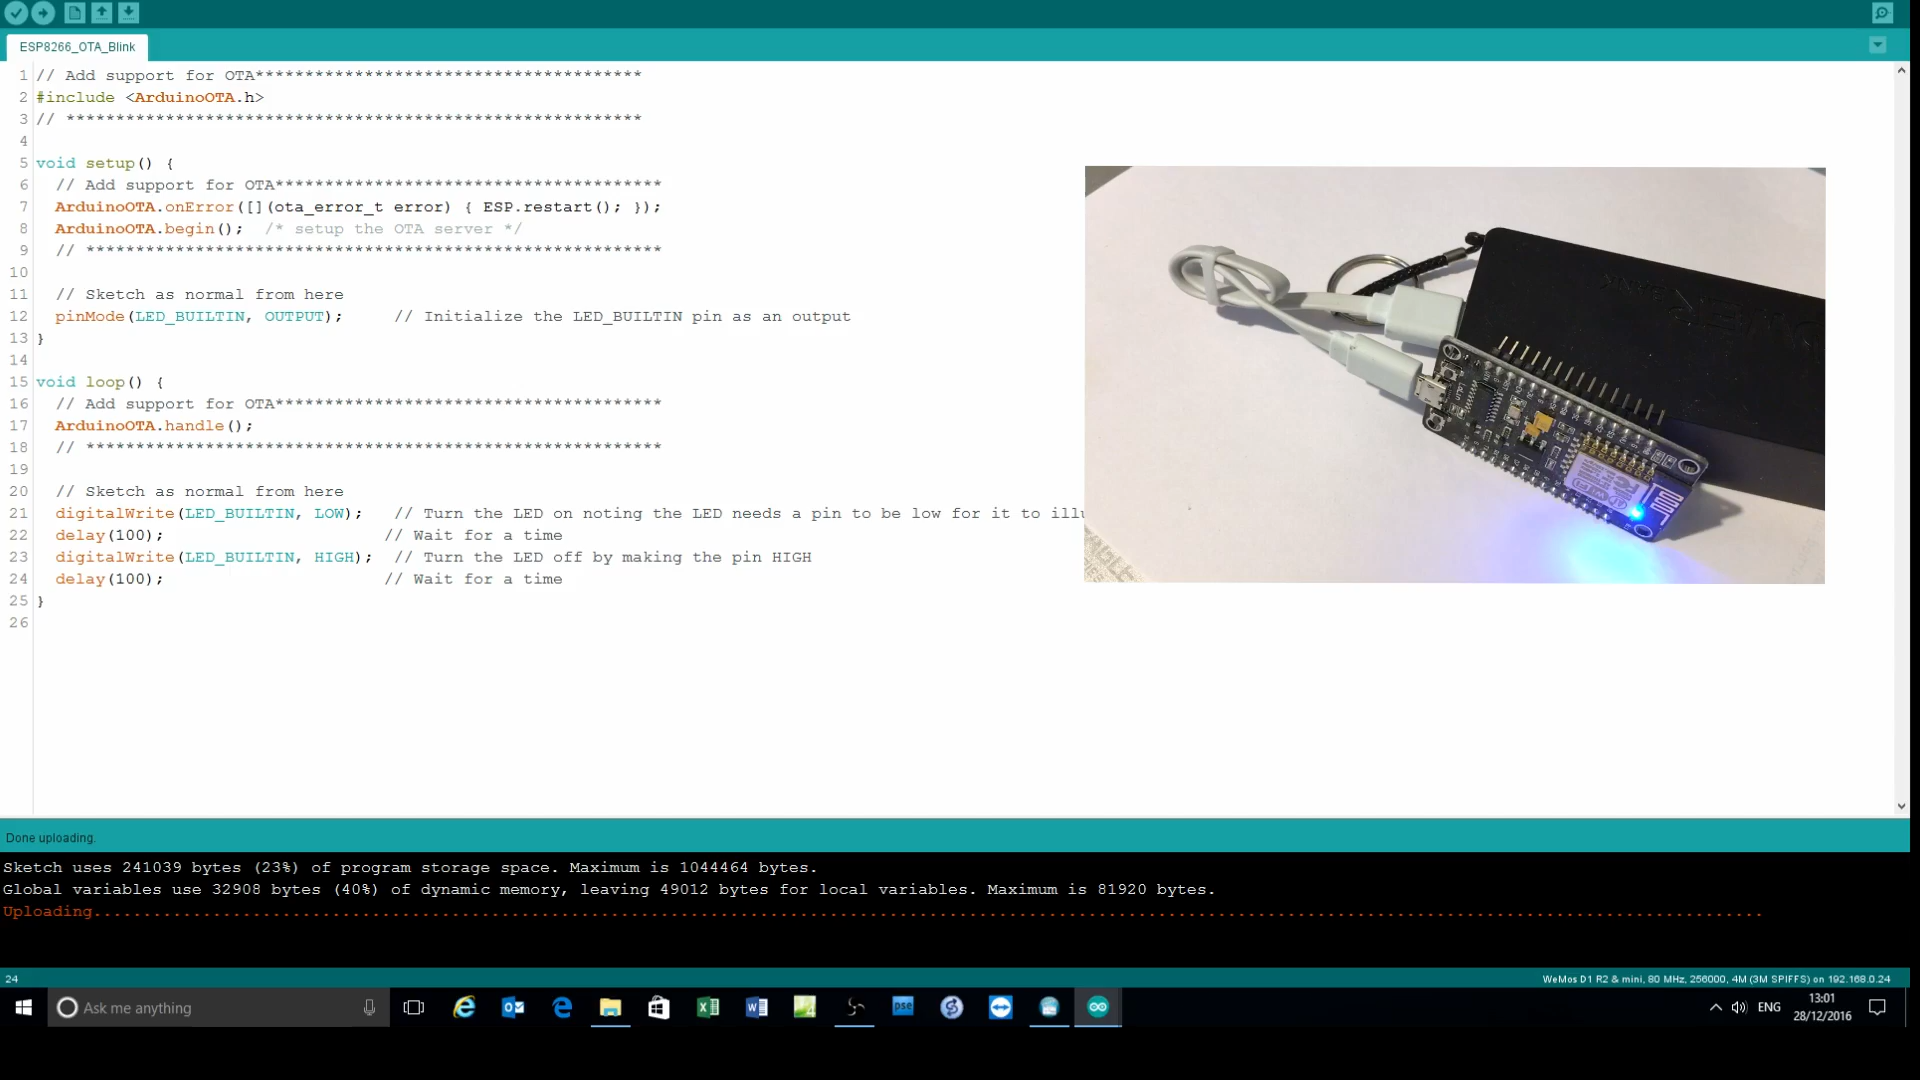 ESP8266_OTA_Blink
1 // Add support for OTA***************************************
2 #include <ArduinoOTA.h>
3 // **********************************************************
4
5 void setup() {
6 // Add support for OTA***************************************
7 ArduinoOTA.onError([](ota_error_t error) { ESP.restart(); });
8 ArduinoOTA.begin(); /* setup the OTA server */
9 // **********************************************************
10
11 // Sketch as normal from here
12 pinMode(LED_BUILTIN, OUTPUT); // Initialize the LED_BUILTIN pin as an output
13 }
14
15 void loop() {
16 // Add support for OTA***************************************
17 ArduinoOTA.handle();
18 // **********************************************************
19
20 // Sketch as normal from here
21 digitalWrite(LED_BUILTIN, LOW); // Turn the LED on noting the LED needs a pin to be low for it to illu
22 delay(100); // Wait for a time
23 digitalWrite(LED_BUILTIN, HIGH); // Turn the LED off by making the pin HIGH
24 delay(100); // Wait for a time
25 }
26
Done uploading.
Sketch uses 241039 bytes (23%) of program storage space. Maximum is 1044464 bytes.
Global variables use 32908 bytes (40%) of dynamic memory, leaving 49012 bytes for local variables. Maximum is 81920 bytes.
Uploading........................................................................................................................................................................
24
WeMos D1 R2 & mini, 80 MHz, 256000, 4M (3M SPIFFS) on 192.168.0.24
Ask me anything
pse
ENG
13:01
28/12/2016